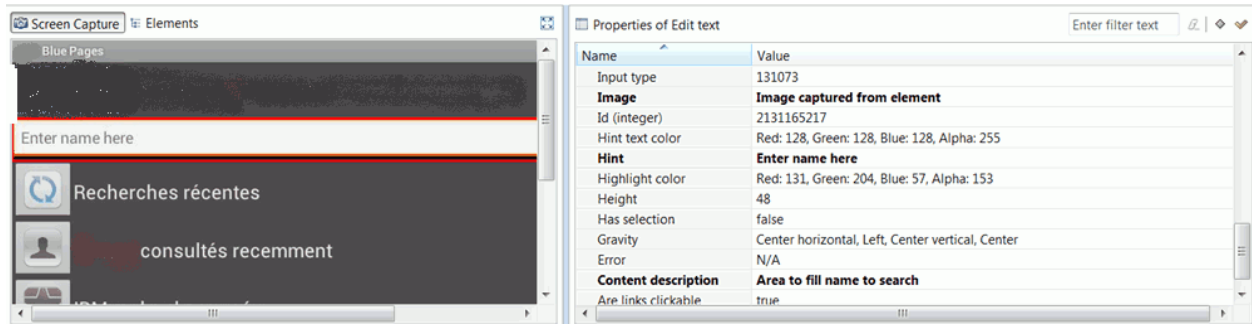 Screen Capture
Elements
Blue Pages
Enter name here
Recherches récentes
consultés recemment
Properties of Edit text
Enter filter text
Name Value
Input type 131073
Image Image captured from element
Id (integer) 2131165217
Hint text color Red: 128, Green: 128, Blue: 128, Alpha: 255
Hint Enter name here
Highlight color Red: 131, Green: 204, Blue: 57, Alpha: 153
Height 48
Has selection false
Gravity Center horizontal, Left, Center vertical, Center
Error N/A
Content description Area to fill name to search
Are links clickable true